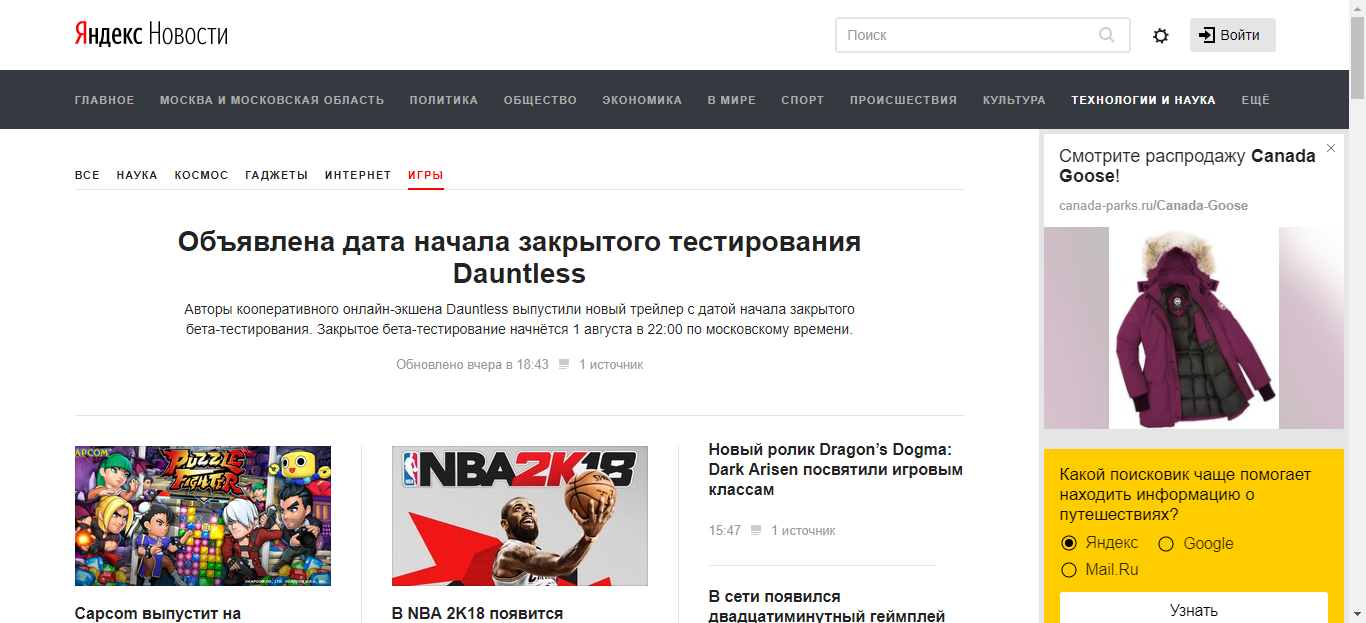 Яндекс Новости
Поиск
Войти
ГЛАВНОЕ МОСКВА И МОСКОВСКАЯ ОБЛАСТЬ ПОЛИТИКА ОБЩЕСТВО ЭКОНОМИКА В МИРЕ СПОРТ ПРОИСШЕСТВИЯ КУЛЬТУРА ТЕХНОЛОГИИ И НАУКА ЕЩЁ
ВСЕ НАУКА КОСМОС ГАДЖЕТЫ ИНТЕРНЕТ ИГРЫ
Объявлена дата начала закрытого тестирования
Dauntless
Авторы кооперативного онлайн-экшена Dauntless выпустили новый трейлер с датой начала закрытого
бета-тестирования. Закрытое бета-тестирование начнётся 1 августа в 22:00 по московскому времени.
Обновлено вчера в 18:43 1 источник
CAPCOM
PUZZLE
FIGHTER
Capcom выпустит на
NBA 2K18
В NBA 2K18 появится
Новый ролик Dragon’s Dogma:
Dark Arisen посвятили игровым
классам
15:47 1 источник
В сети появился
двадцатиминутный геймплей
Смотрите распродажу Canada
Goose!
canada-parks.ru/Canada-Goose
Какой поисковик чаще помогает
находить информацию о
путешествиях?
Яндекс Google
Mail.Ru
Узнать